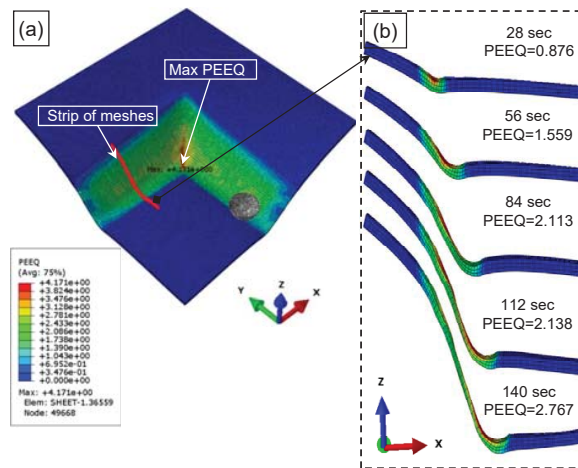 (a)
Max PEEQ
Strip of meshes
Max: +4.171e+00
Y
Z
X
PEEQ
(Avg: 75%)
+4.171e+00
+3.824e+00
+3.476e+00
+3.128e+00
+2.781e+00
+2.433e+00
+2.086e+00
+1.738e+00
+1.390e+00
+1.043e+00
+6.952e-01
+3.476e-01
+0.000e+00
Max: +4.171e+00
Elem: SHEET-1.36559
Node: 49668
(b)
28 sec
PEEQ=0.876
56 sec
PEEQ=1.559
84 sec
PEEQ=2.113
112 sec
PEEQ=2.138
140 sec
PEEQ=2.767
Z
X